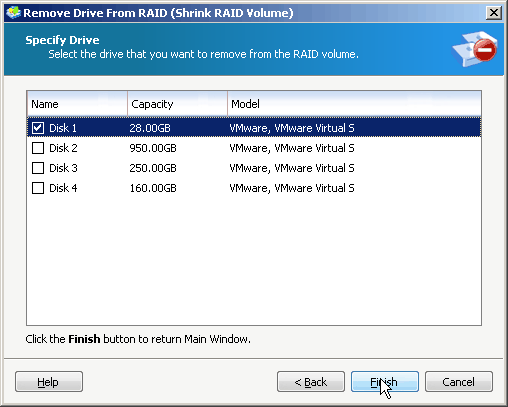 Remove Drive From RAID (Shrink RAID Volume)
Specify Drive
Select the drive that you want to remove from the RAID volume.
Name Capacity Model
Disk 1 28.00GB VMware, VMware Virtual S
Disk 2 950.00GB VMware, VMware Virtual S
Disk 3 250.00GB VMware, VMware Virtual S
Disk 4 160.00GB VMware, VMware Virtual S
Click the Finish button to return Main Window.
Help < Back Finish Cancel